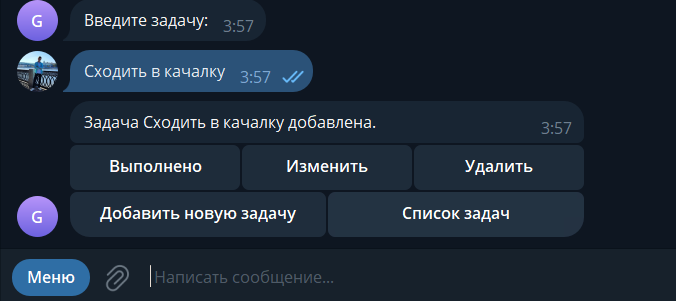 G
Введите задачу:
3:57
Сходить в качалку
3:57
Задача Сходить в качалку добавлена.
3:57
Выполнено
Изменить
Удалить
G
Добавить новую задачу
Список задач
Меню
Написать сообщение...